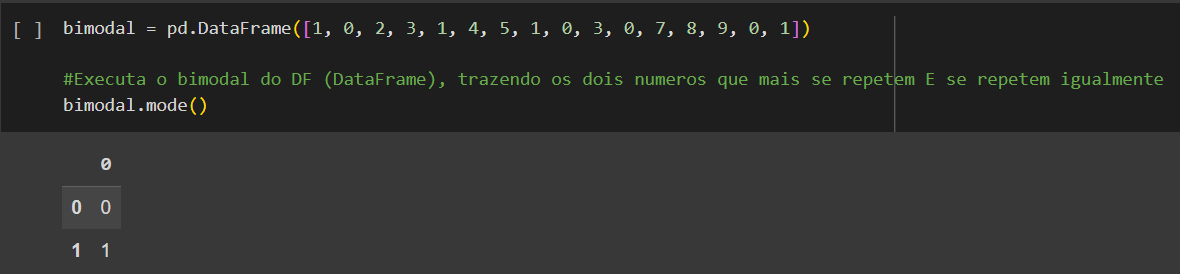 [ ] bimodal = pd.DataFrame([1, 0, 2, 3, 1, 4, 5, 1, 0, 3, 0, 7, 8, 9, 0, 1])
#Executa o bimodal do DF (DataFrame), trazendo os dois numeros que mais se repetem E se repetem igualmente
bimodal.mode()
0
0 0
1 1